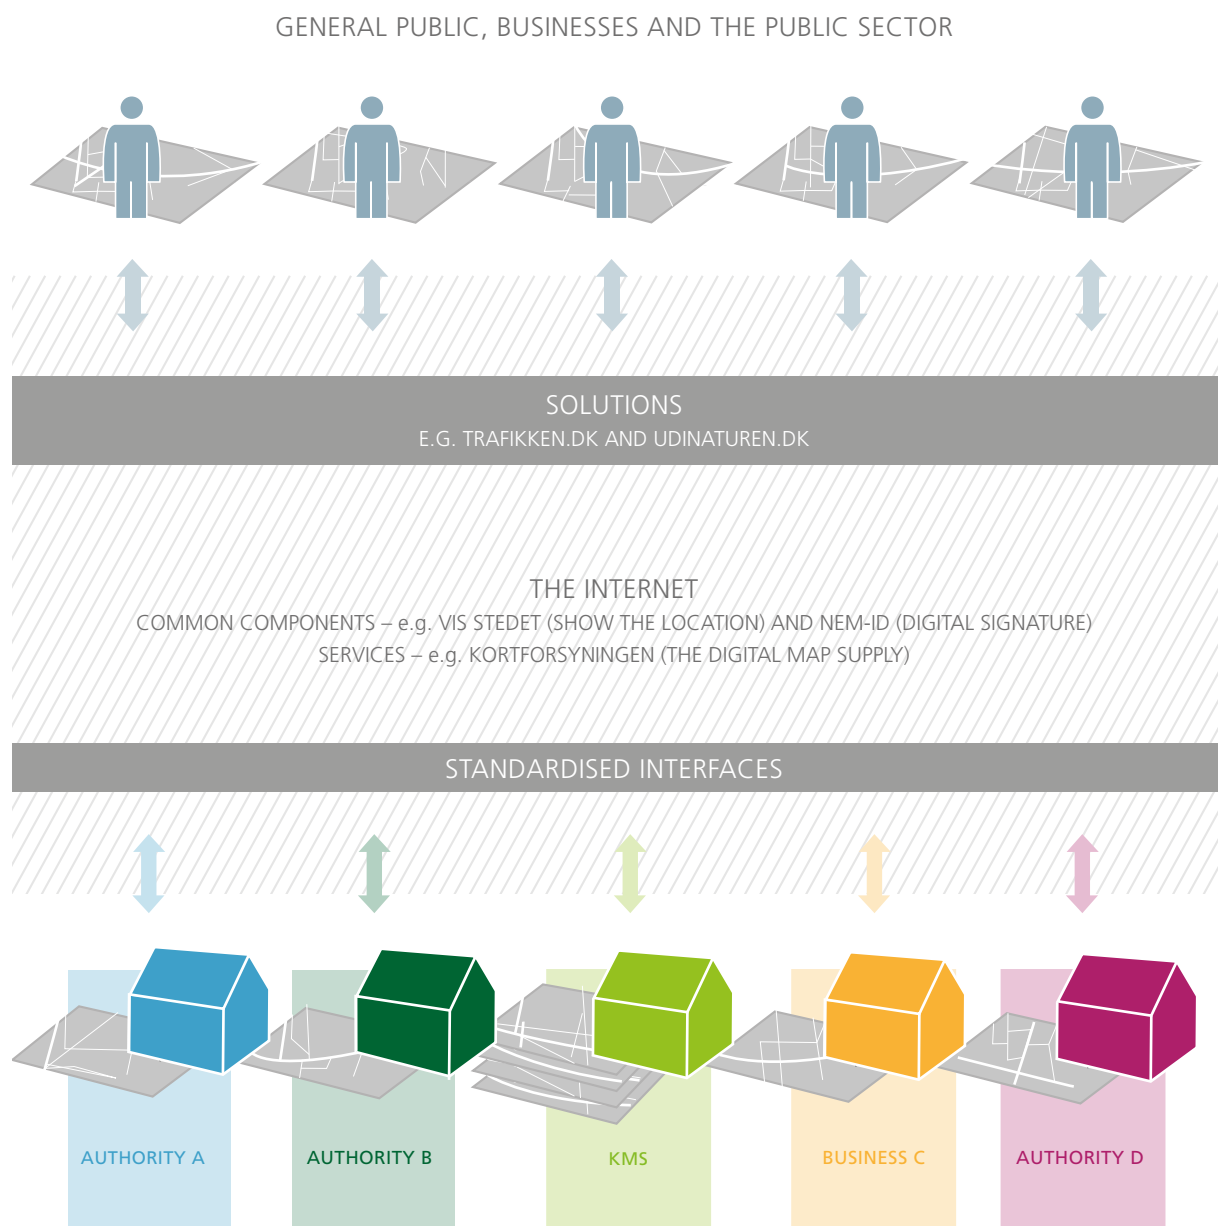 GENERAL PUBLIC, BUSINESSES AND THE PUBLIC SECTOR
SOLUTIONS
E.G. TRAFIKKEN.DK AND UDINATUREN.DK
THE INTERNET
COMMON COMPONENTS – e.g. VIS STEDET (SHOW THE LOCATION) AND NEM-ID (DIGITAL SIGNATURE)
SERVICES – e.g. KORTFORSYNINGEN (THE DIGITAL MAP SUPPLY)
STANDARDISED INTERFACES
AUTHORITY A
AUTHORITY B
KMS
BUSINESS C
AUTHORITY D